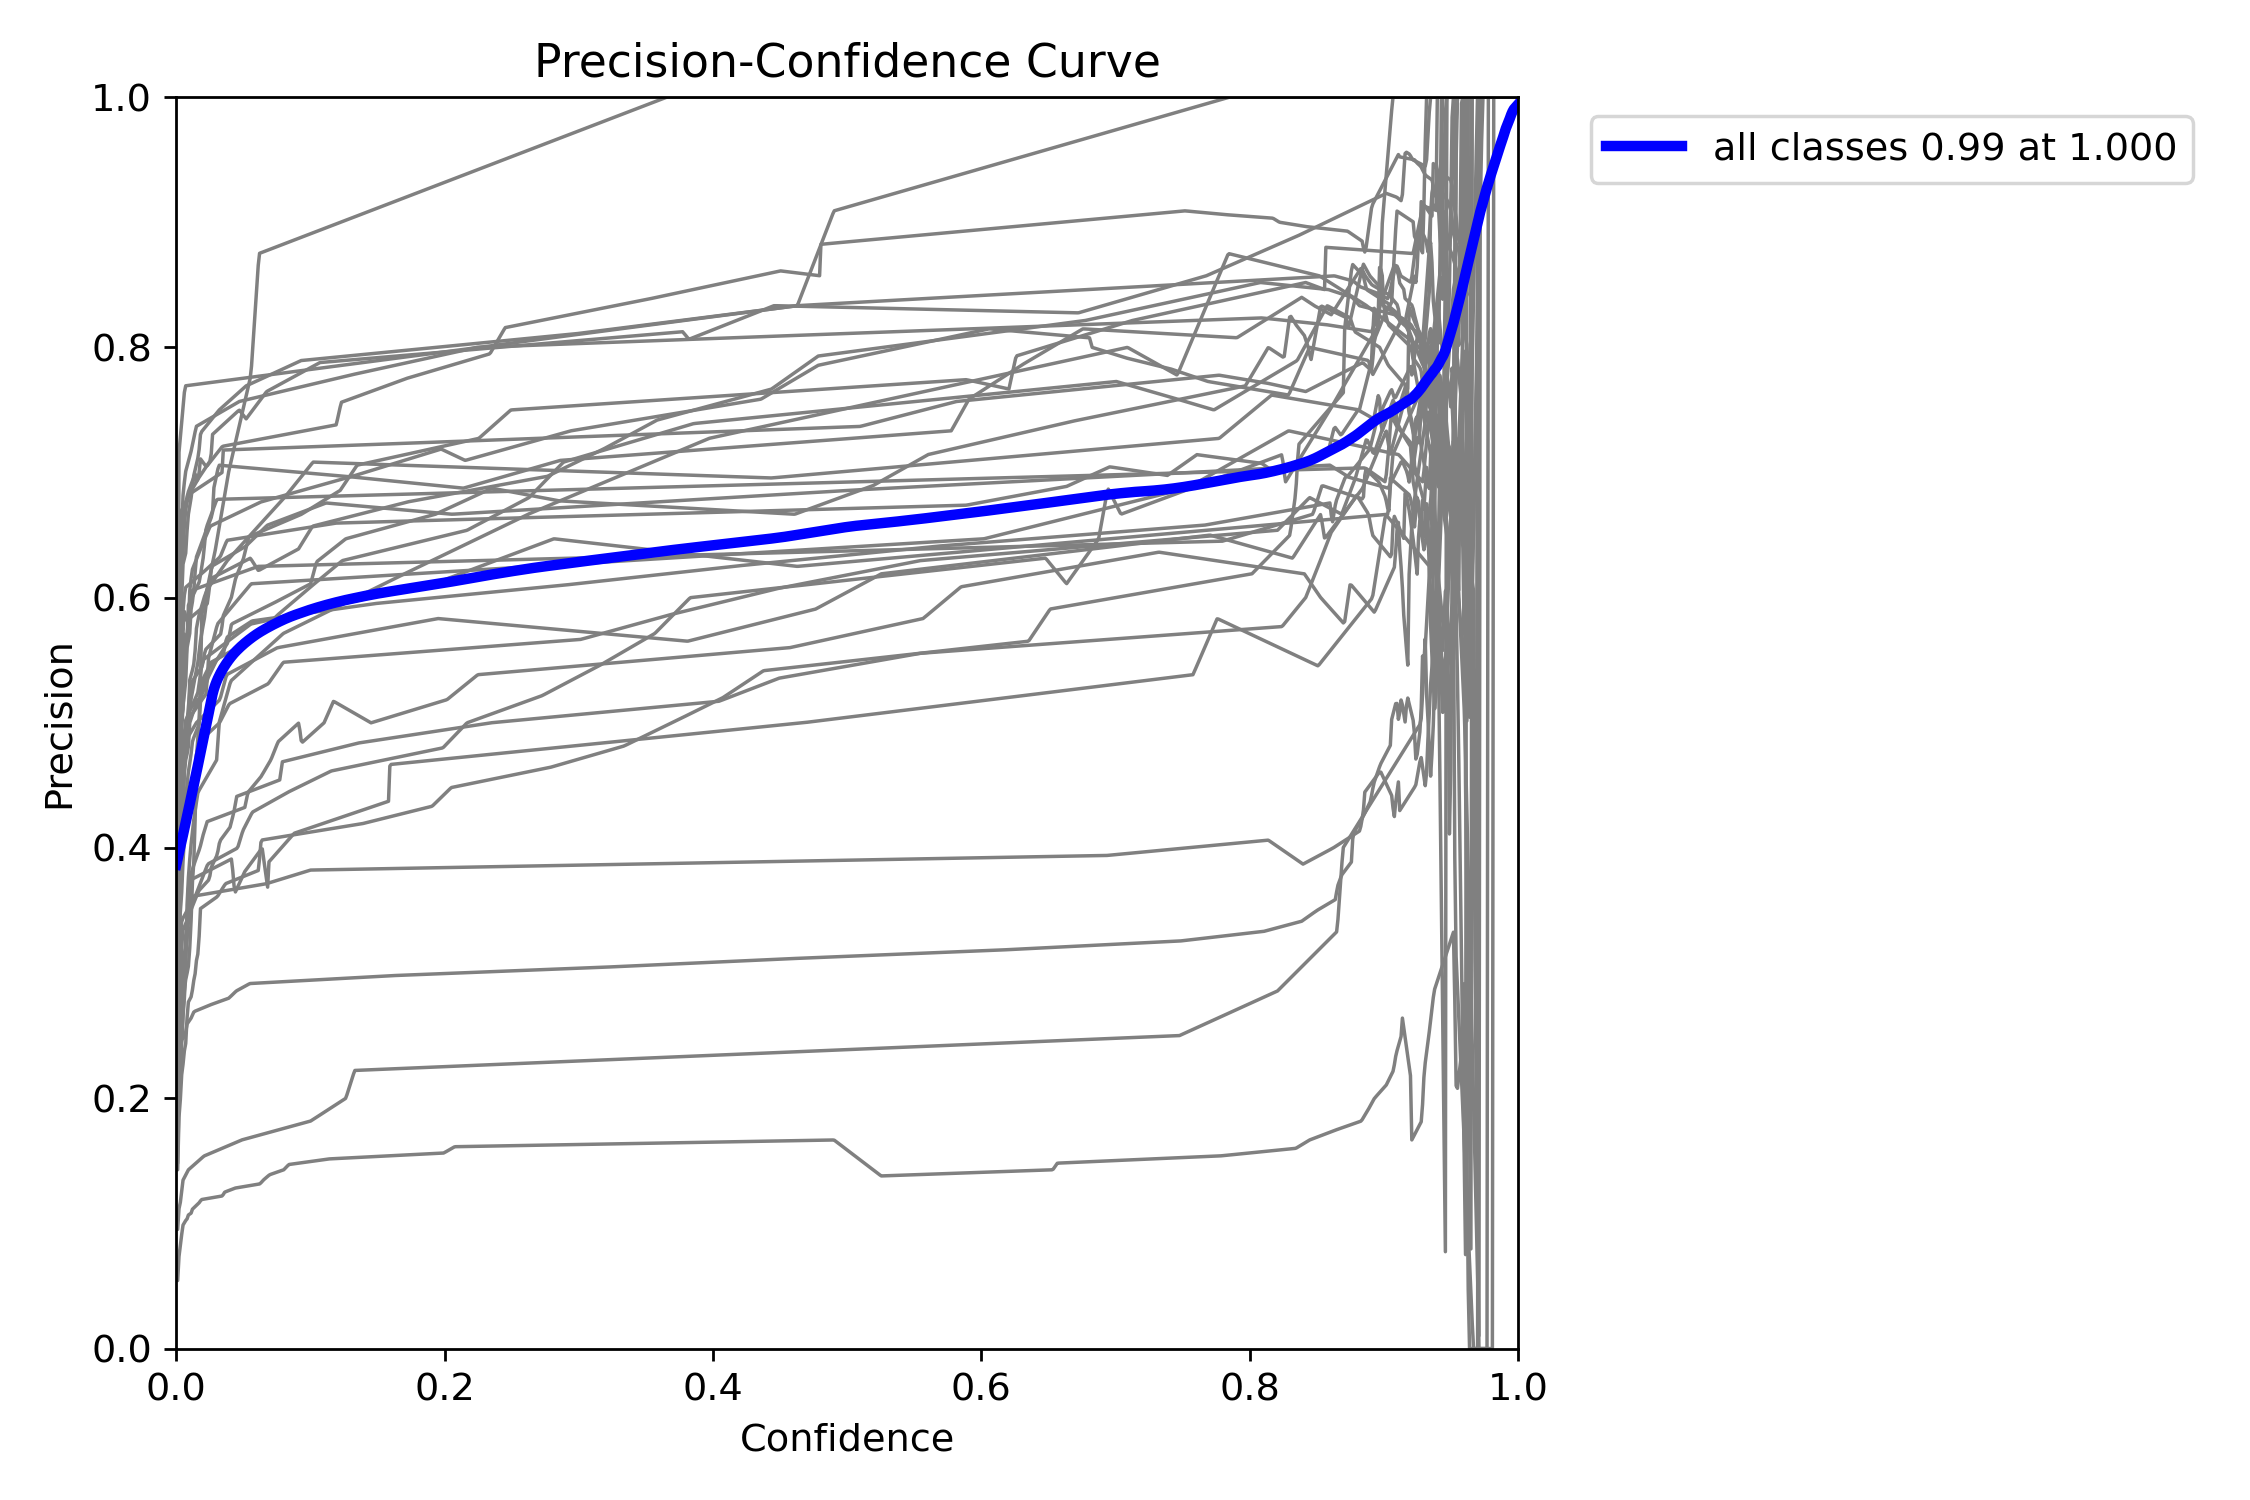 Precision-Confidence Curve
1.0
0.8
0.6
0.4
0.2
0.0
Precision
0.0 0.2 0.4 0.6 0.8 1.0
Confidence
all classes 0.99 at 1.000